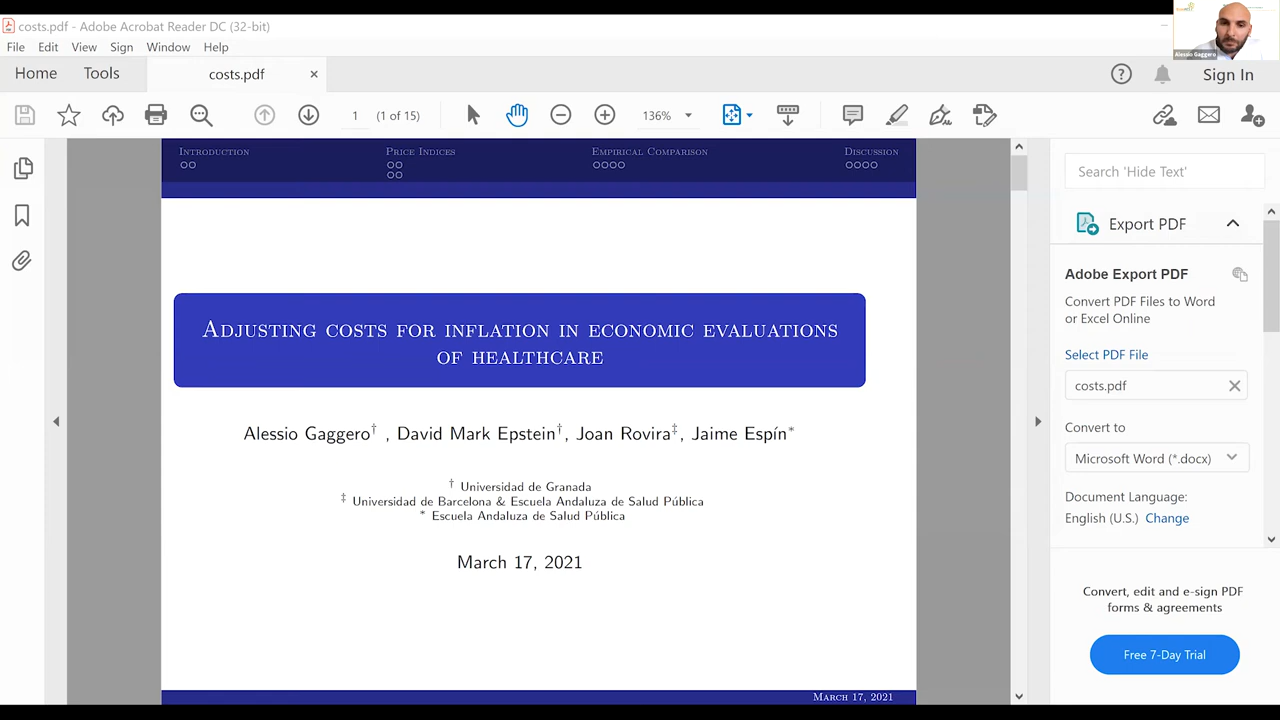 costs.pdf - Adobe Acrobat Reader DC (32-bit)
File Edit View Sign Window Help
Home Tools costs.pdf × Sign In
1 (1 of 15) 136%
Alessio Gaggero
Introduction Price Indices Empirical Comparison Discussion
Adjusting costs for inflation in economic evaluations
of healthcare
Alessio Gaggero† , David Mark Epstein†, Joan Rovira‡, Jaime Espín*
† Universidad de Granada
‡ Universidad de Barcelona & Escuela Andaluza de Salud Pública
* Escuela Andaluza de Salud Pública
March 17, 2021
March 17, 2021
Search 'Hide Text'
Export PDF
Adobe Export PDF
Convert PDF Files to Word
or Excel Online
Select PDF File
costs.pdf
Convert to
Microsoft Word (*.docx)
Document Language:
English (U.S.) Change
Convert, edit and e-sign PDF
forms & agreements
Free 7-Day Trial